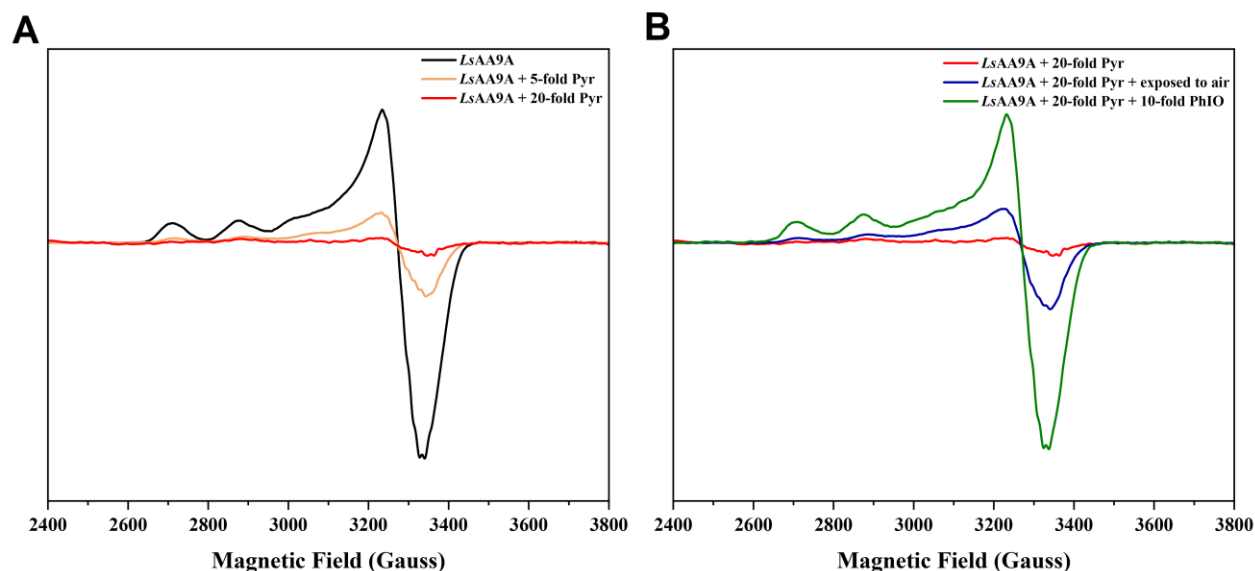 A
LsAA9A
LsAA9A + 5-fold Pyr
LsAA9A + 20-fold Pyr
2400 2600 2800 3000 3200 3400 3600 3800
Magnetic Field (Gauss)
B
LsAA9A + 20-fold Pyr
LsAA9A + 20-fold Pyr + exposed to air
LsAA9A + 20-fold Pyr + 10-fold PhIO
2400 2600 2800 3000 3200 3400 3600 3800
Magnetic Field (Gauss)